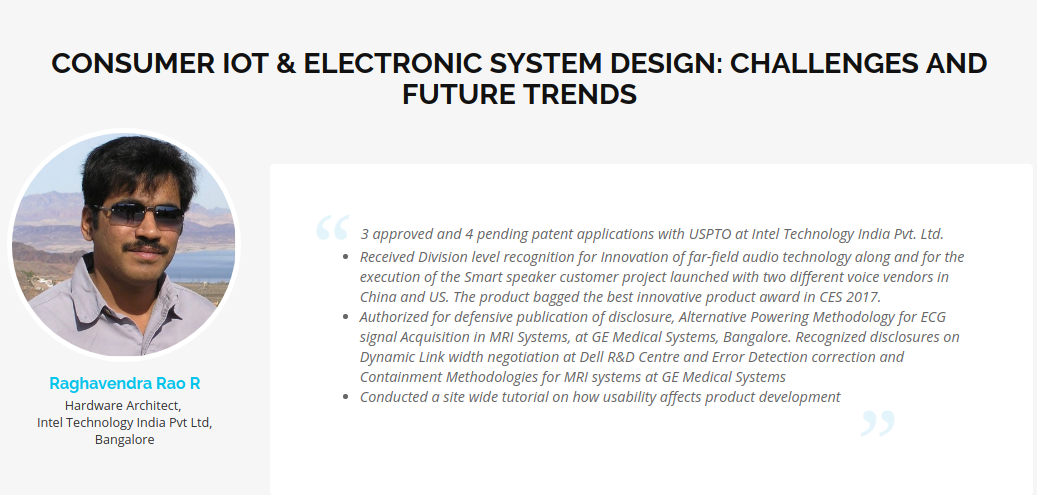 CONSUMER IOT & ELECTRONIC SYSTEM DESIGN: CHALLENGES AND
FUTURE TRENDS
Raghavendra Rao R
Hardware Architect,
Intel Technology India Pvt Ltd,
Bangalore
“ 3 approved and 4 pending patent applications with USPTO at Intel Technology India Pvt. Ltd.
• Received Division level recognition for Innovation of far-field audio technology along and for the
execution of the Smart speaker customer project launched with two different voice vendors in
China and US. The product bagged the best innovative product award in CES 2017.
• Authorized for defensive publication of disclosure, Alternative Powering Methodology for ECG
signal Acquisition in MRI Systems, at GE Medical Systems, Bangalore. Recognized disclosures on
Dynamic Link width negotiation at Dell R&D Centre and Error Detection correction and
Containment Methodologies for MRI systems at GE Medical Systems
• Conducted a site wide tutorial on how usability affects product development
”